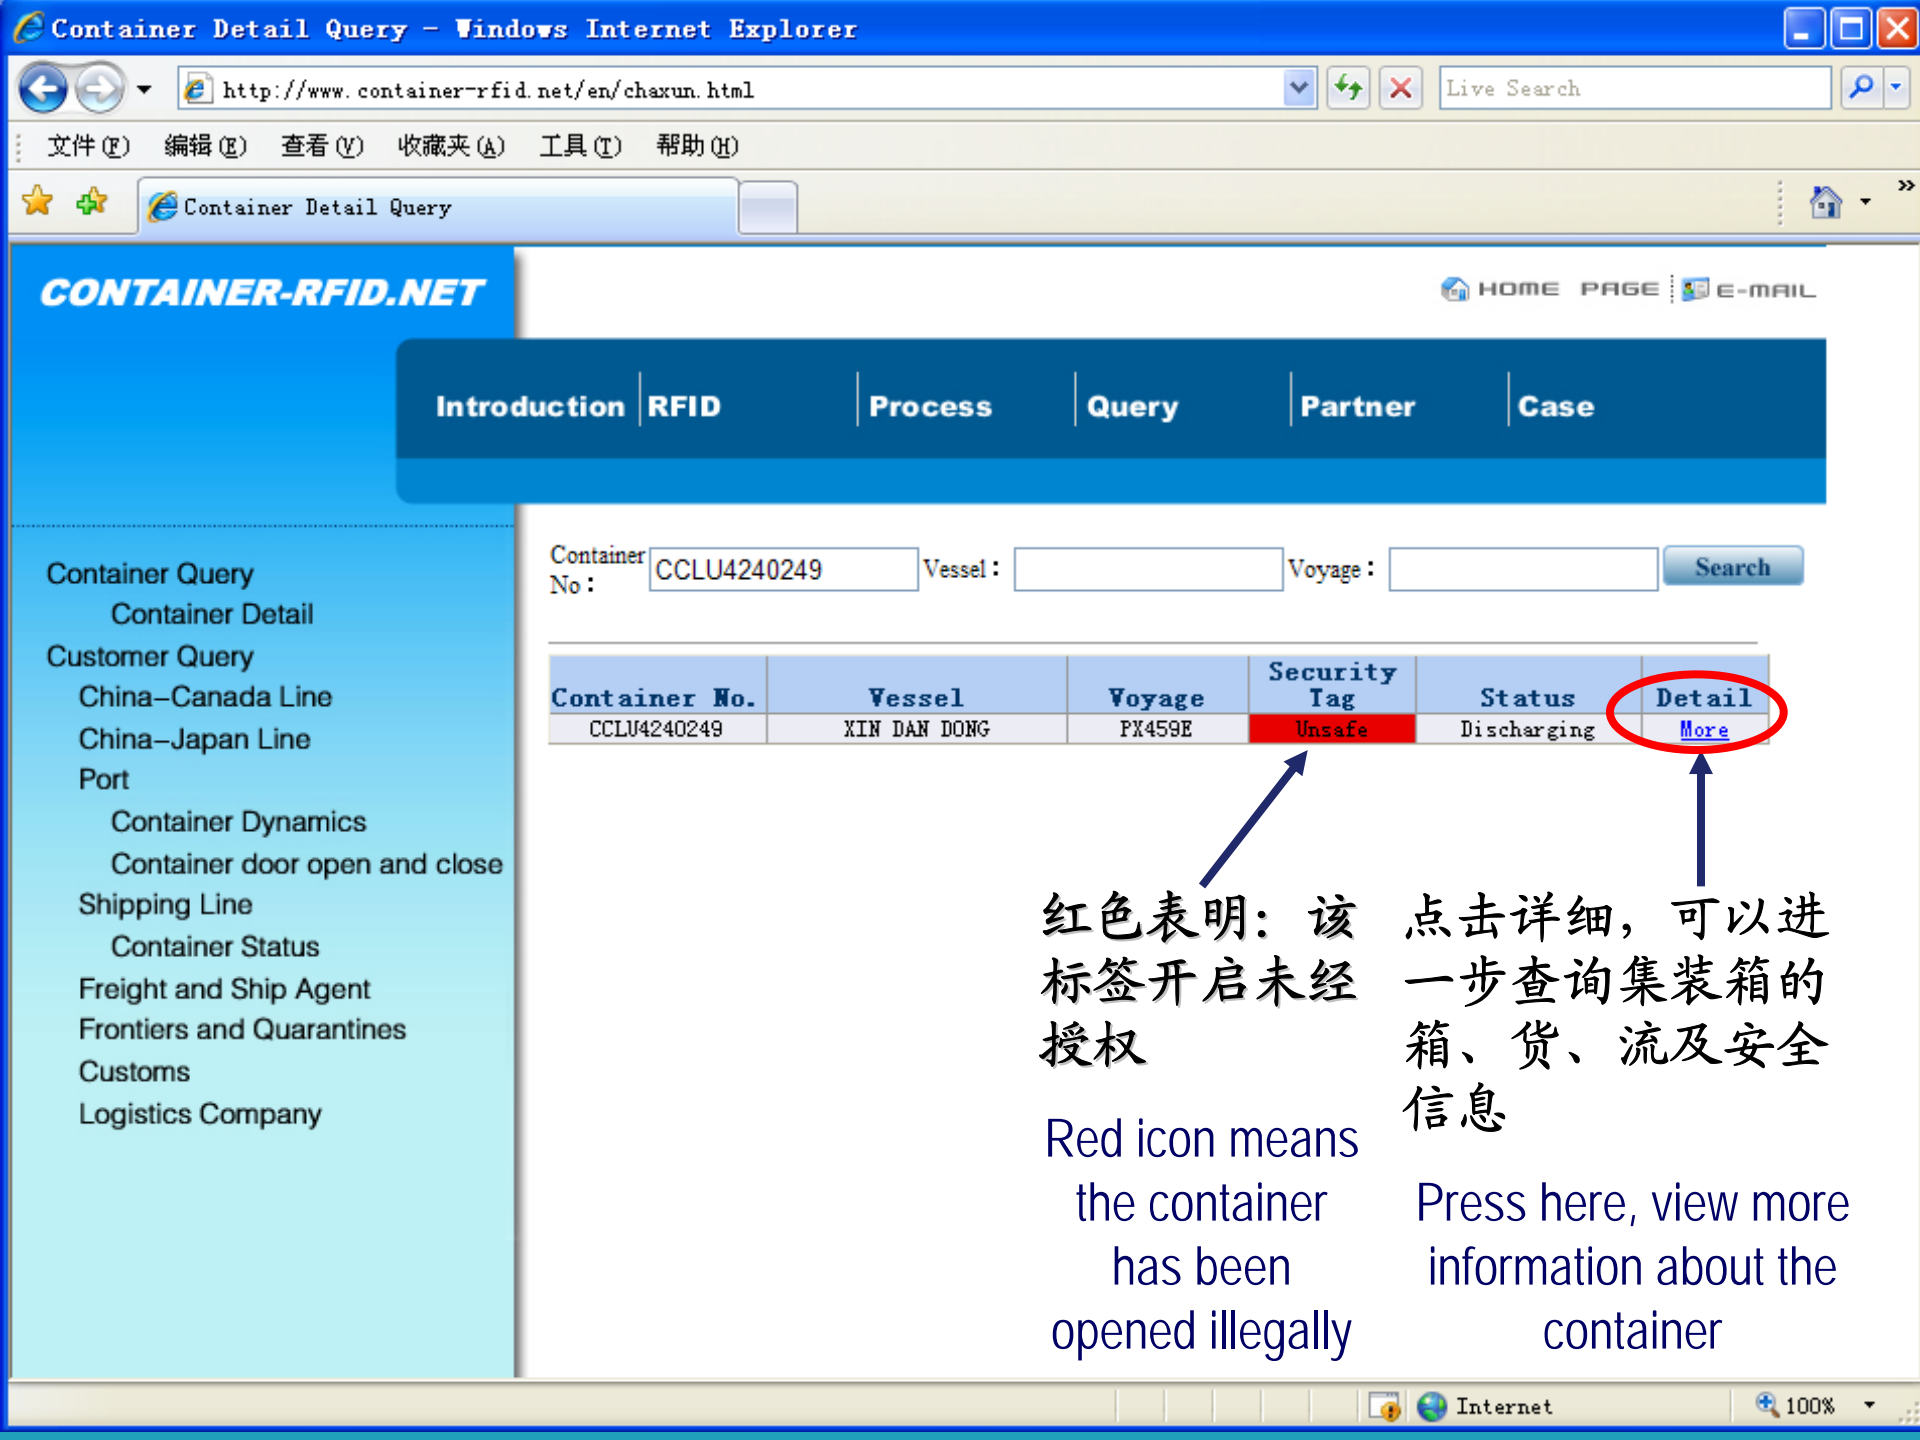 Container Detail Query - Windows Internet Explorer
http://www.container-rfid.net/en/chaxun.html
Live Search
文件(F) 编辑(E) 查看(V) 收藏夹(A) 工具(T) 帮助(H)
Container Detail Query
CONTAINER-RFID.NET
HOME PAGE E-MAIL
Introduction RFID Process Query Partner Case
Container Query
Container Detail
Customer Query
China-Canada Line
China-Japan Line
Port
Container Dynamics
Container door open and close
Shipping Line
Container Status
Freight and Ship Agent
Frontiers and Quarantines
Customs
Logistics Company
Container No: CCLU4240249 Vessel: Voyage: Search
Container No. Vessel Voyage Security Tag Status Detail
CCLU4240249 XIN DAN DONG PX459E Unsafe Discharging More
红色表明：该
标签开启未经
授权
Red icon means
the container
has been
opened illegally
点击详细，可以进
一步查询集装箱的
箱、货、流及安全
信息
Press here, view more
information about the
container
Internet
100%